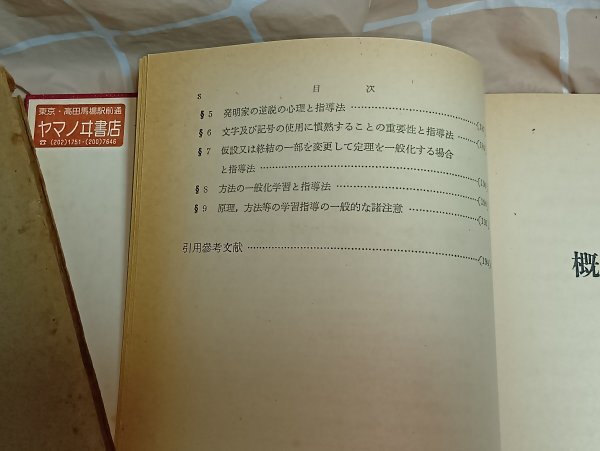 東京・高田馬場駅前通
ヤマノヰ書店
☎(202)1751・(200)7646
8 目次
§5 発明家の逆説の心理と指導法
§6 文字及び記号の使用に慣熟することの重要性と指導法
§7 仮設又は終結の一部を変更して定理を一般化する場合
と指導法
§8 方法の一般化学習と指導法
§9 原理,方法等の学習指導の一般的な諸注意
引用參考文献
概